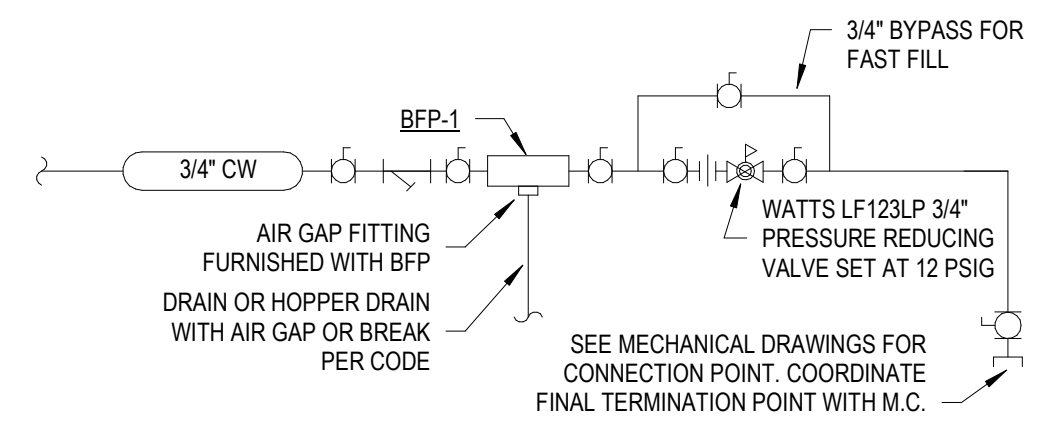 3/4" BYPASS FOR
FAST FILL
BFP-1
3/4" CW
AIR GAP FITTING
FURNISHED WITH BFP
WATTS LF123LP 3/4"
PRESSURE REDUCING
VALVE SET AT 12 PSIG
DRAIN OR HOPPER DRAIN
WITH AIR GAP OR BREAK
PER CODE
SEE MECHANICAL DRAWINGS FOR
CONNECTION POINT. COORDINATE
FINAL TERMINATION POINT WITH M.C.